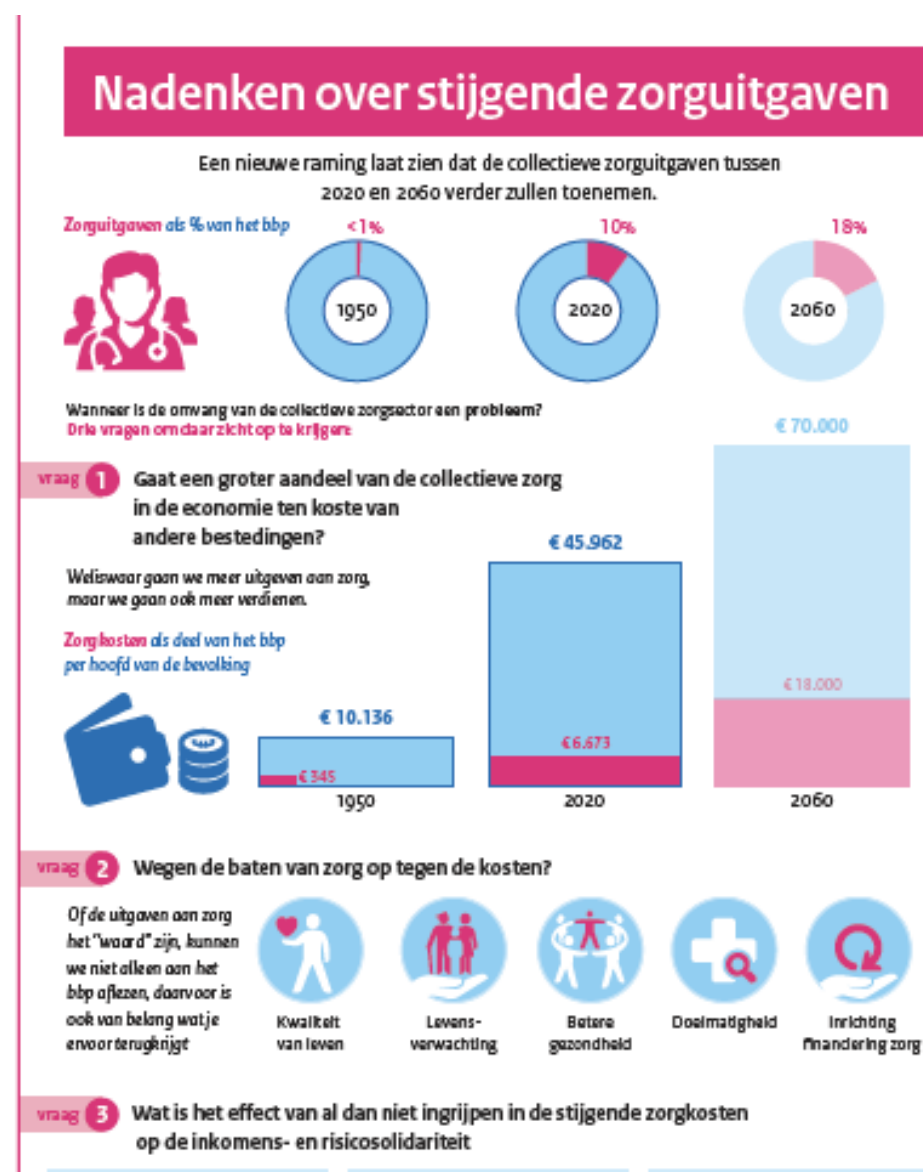 Nadenken over stijgende zorguitgaven
Een nieuwe raming laat zien dat de collectieve zorguitgaven tussen
2020 en 2060 verder zullen toenemen.
Zorguitgaven als % van het bbp
<1%
10%
18%
1950
2020
2060
Wanneer is de omvang van de collectieve zorgsector een probleem?
Drie vragen om daar zicht op te krijgen:
€ 70.000
vraag 1
Gaat een groter aandeel van de collectieve zorg
in de economie ten koste van
andere bestedingen?
€ 45.962
Weliswaar gaan we meer uitgeven aan zorg,
maar we gaan ook meer verdienen.
Zorgkosten als deel van het bbp
per hoofd van de bevolking
€ 18.000
€ 10.136
€6.673
€345
1950
2020
2060
vraag 2
Wegen de baten van zorg op tegen de kosten?
Of de uitgaven aan zorg
het "waard" zijn, kunnen
we niet alleen aan het
bbp aflezen, daarvoor is
ook van belang wat je
ervoor terugkrijgt
Kwaliteit
van leven
Levens-
verwachting
Betere
gezondheid
Doelmatigheid
Inrichting
financiering zorg
vraag 3
Wat is het effect van al dan niet ingrijpen in de stijgende zorgkosten
op de inkomens- en risicosolidariteit